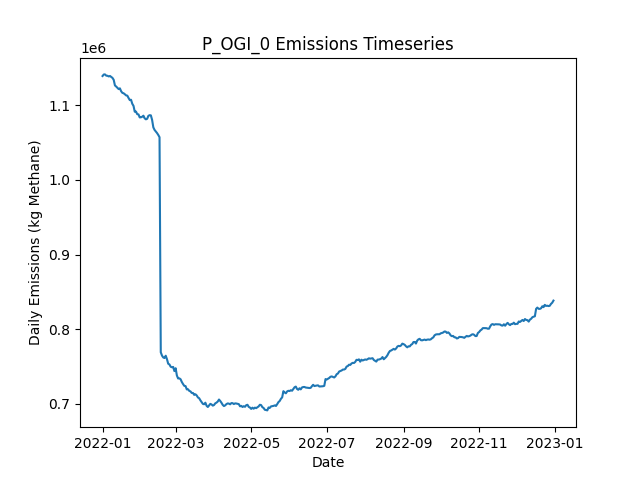 P_OGI_0 Emissions Timeseries
1e6
1.1
1.0
0.9
0.8
0.7
Daily Emissions (kg Methane)
2022-01 2022-03 2022-05 2022-07 2022-09 2022-11 2023-01
Date